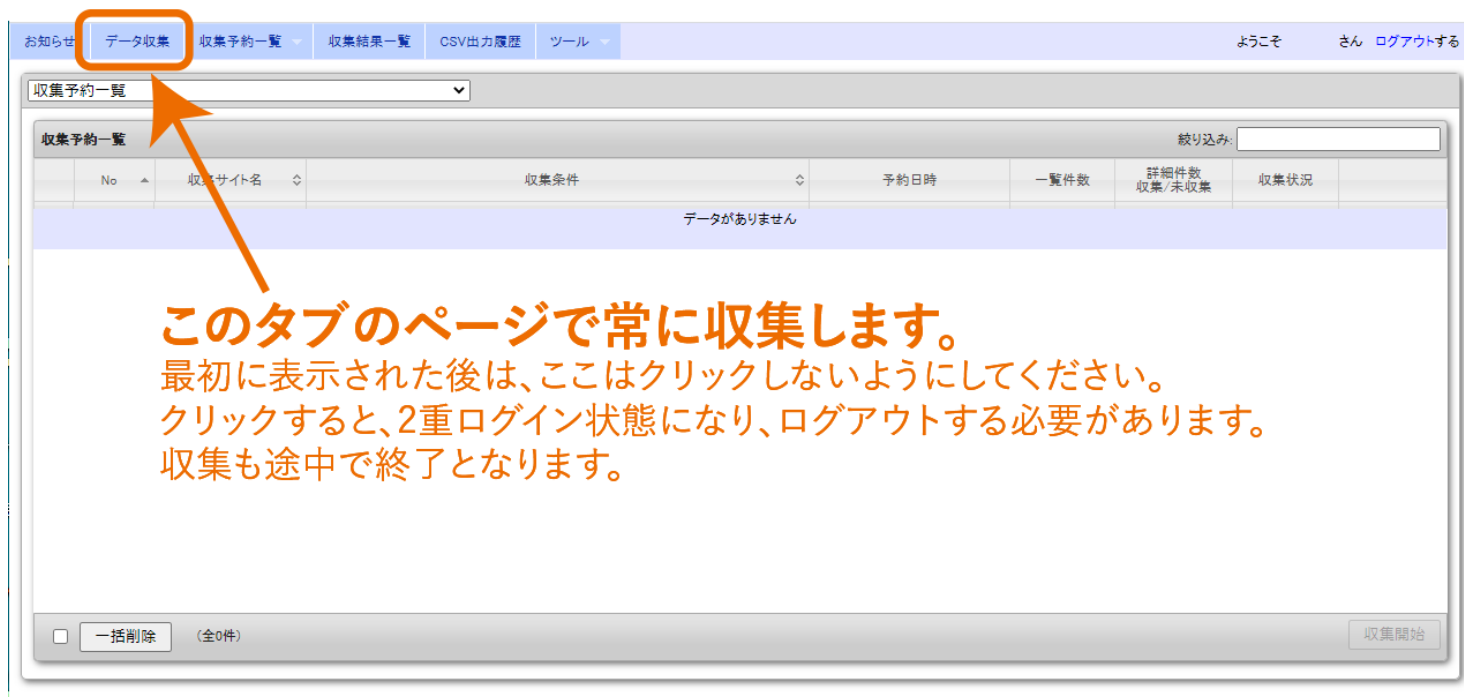 お知らせ データ収集 収集予約一覧 収集結果一覧 CSV出力履歴 ツール ようこそ さん ログアウトする
収集予約一覧
収集予約一覧 絞り込み:
No 収集サイト名 収集条件 予約日時 一覧件数 詳細件数 収集状況
収集/未収集
データがありません
このタブのページで常に収集します。
最初に表示された後は、ここはクリックしないようにしてください。
クリックすると、2重ログイン状態になり、ログアウトする必要があります。
収集も途中で終了となります。
一括削除 (全0件) 収集開始